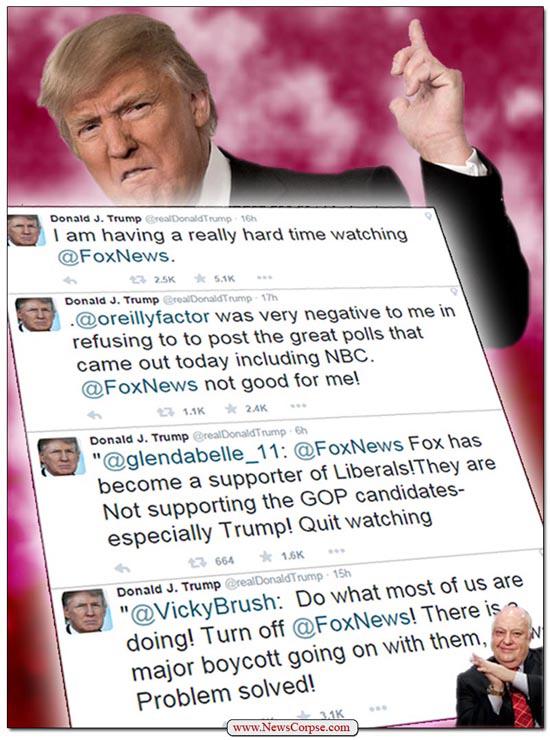 Donald J. Trump @realDonaldTrump · 16h
I am having a really hard time watching
@FoxNews.
2.5K 5.1K
Donald J. Trump @realDonaldTrump · 17h
.@oreillyfactor was very negative to me in
refusing to to post the great polls that
came out today including NBC.
@FoxNews not good for me!
1.1K 2.4K
Donald J. Trump @realDonaldTrump · 6h
"@glendabelle_11: @FoxNews Fox has
become a supporter of Liberals!They are
Not supporting the GOP candidates-
especially Trump! Quit watching
664 1.6K
Donald J. Trump @realDonaldTrump · 15h
"@VickyBrush: Do what most of us are
doing! Turn off @FoxNews! There is
major boycott going on with them,
Problem solved!
3.1K
www.NewsCorpse.com